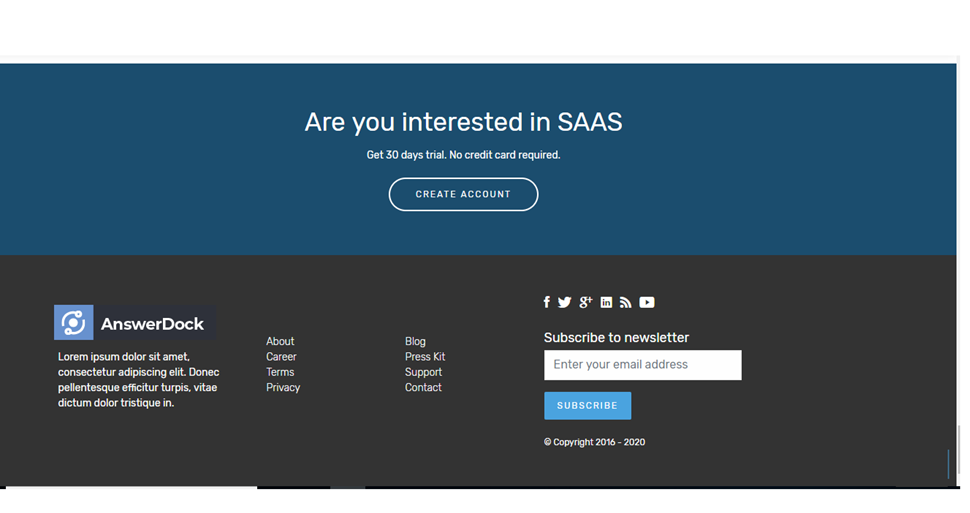 Are you interested in SAAS
Get 30 days trial. No credit card required.
CREATE ACCOUNT
AnswerDock
Lorem ipsum dolor sit amet,
consectetur adipiscing elit. Donec
pellentesque efficitur turpis, vitae
dictum dolor tristique in.
About
Career
Terms
Privacy
Blog
Press Kit
Support
Contact
Subscribe to newsletter
Enter your email address
SUBSCRIBE
© Copyright 2016 - 2020